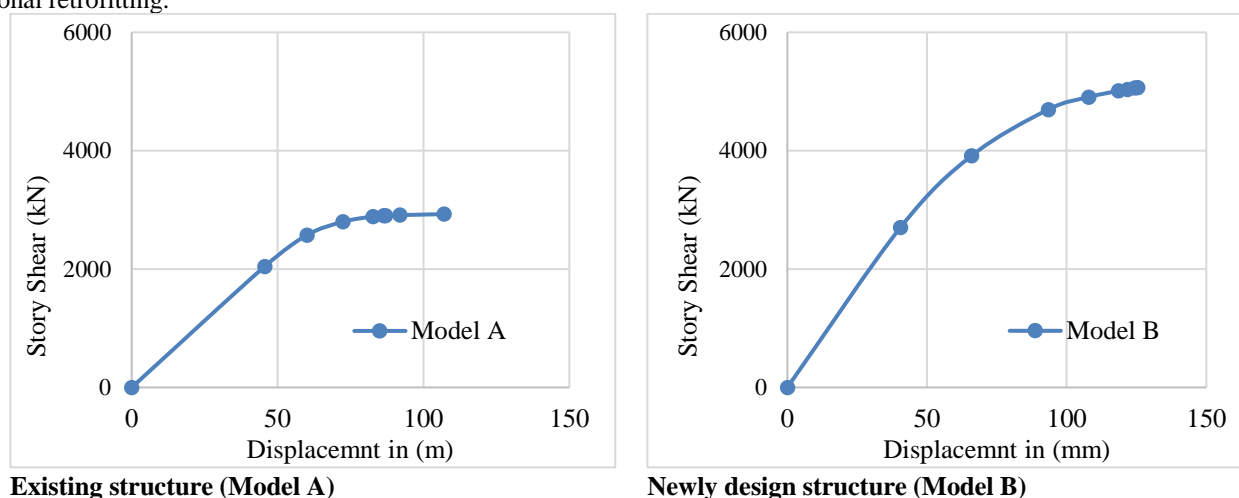 onal retrofitting.
6000
4000
2000
0
0 50 100 150
Story Shear (kN)
Displacemnt in (m)
Model A
Existing structure (Model A)
6000
4000
2000
0
0 50 100 150
Story Shear (kN)
Displacemnt in (mm)
Model B
Newly design structure (Model B)